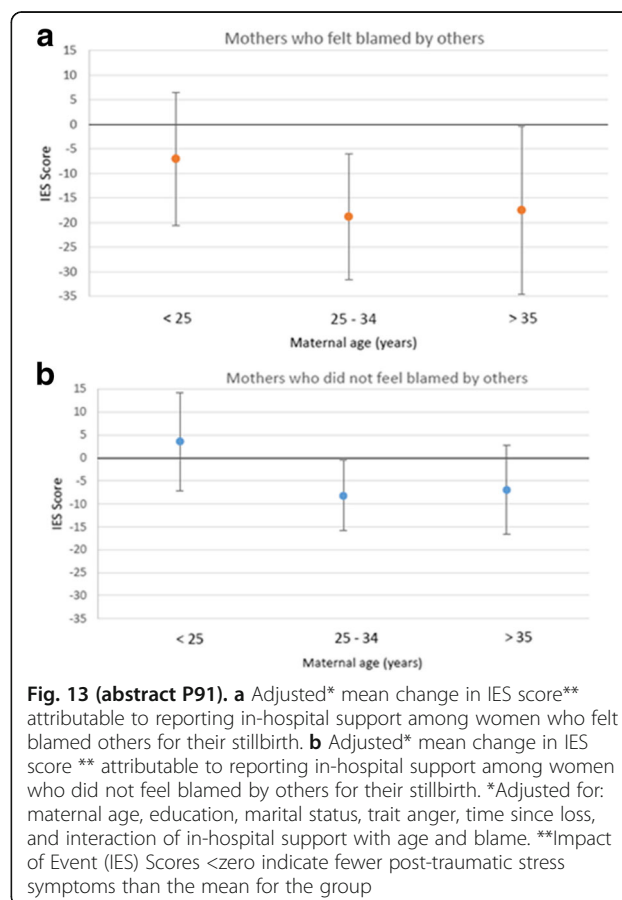 a
Mothers who felt blamed by others
15
10
5
0
-5
-10
-15
-20
-25
-30
-35
IES Score
< 25 25 - 34 > 35
Maternal age (years)
b
Mothers who did not feel blamed by others
15
10
5
0
-5
-10
-15
-20
-25
-30
-35
IES Score
< 25 25 - 34 > 35
Maternal age (years)
Fig. 13 (abstract P91). a Adjusted* mean change in IES score**
attributable to reporting in-hospital support among women who felt
blamed others for their stillbirth. b Adjusted* mean change in IES
score ** attributable to reporting in-hospital support among women
who did not feel blamed by others for their stillbirth. *Adjusted for:
maternal age, education, marital status, trait anger, time since loss,
and interaction of in-hospital support with age and blame. **Impact
of Event (IES) Scores <zero indicate fewer post-traumatic stress
symptoms than the mean for the group